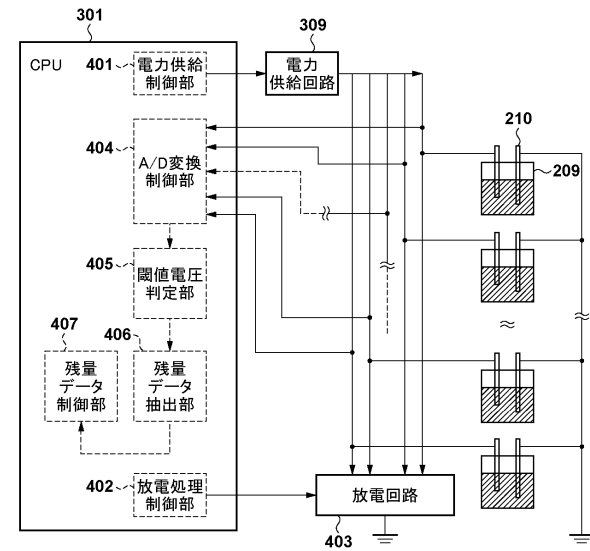 301
CPU
401
電力供給
制御部
309
電力
供給回路
404
A/D変換
制御部
210
209
405
閾値電圧
判定部
407
残量
データ
制御部
406
残量
データ
抽出部
402
放電処理
制御部
放電回路
403